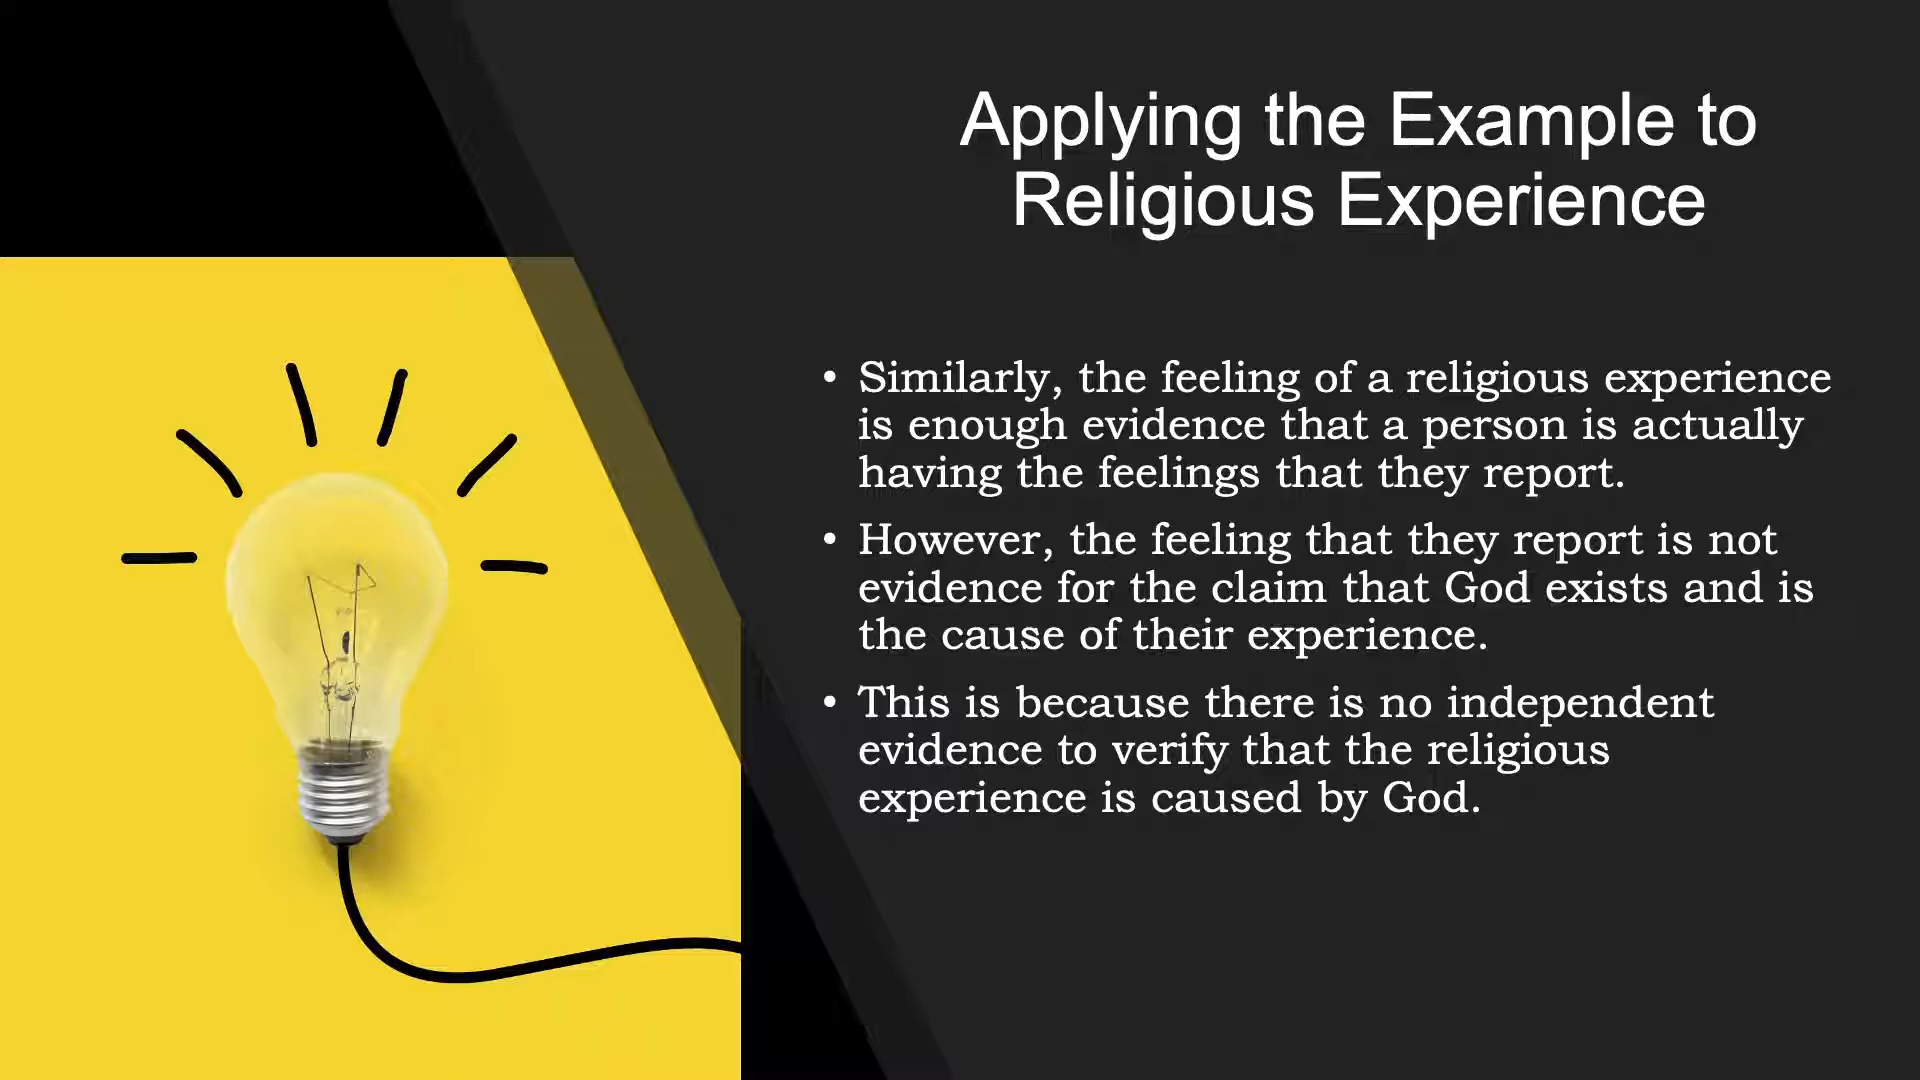 Applying the Example to
Religious Experience
• Similarly, the feeling of a religious experience
is enough evidence that a person is actually
having the feelings that they report.
• However, the feeling that they report is not
evidence for the claim that God exists and is
the cause of their experience.
• This is because there is no independent
evidence to verify that the religious
experience is caused by God.